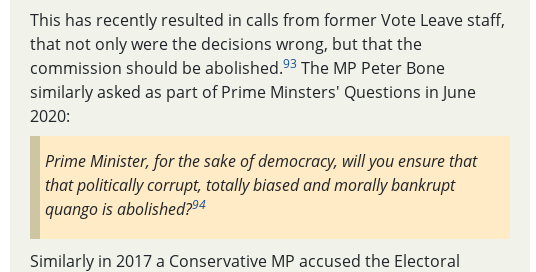 This has recently resulted in calls from former Vote Leave staff,
that not only were the decisions wrong, but that the
commission should be abolished.93 The MP Peter Bone
similarly asked as part of Prime Minsters' Questions in June
2020:
Prime Minister, for the sake of democracy, will you ensure that
that politically corrupt, totally biased and morally bankrupt
quango is abolished?94
Similarly in 2017 a Conservative MP accused the Electoral